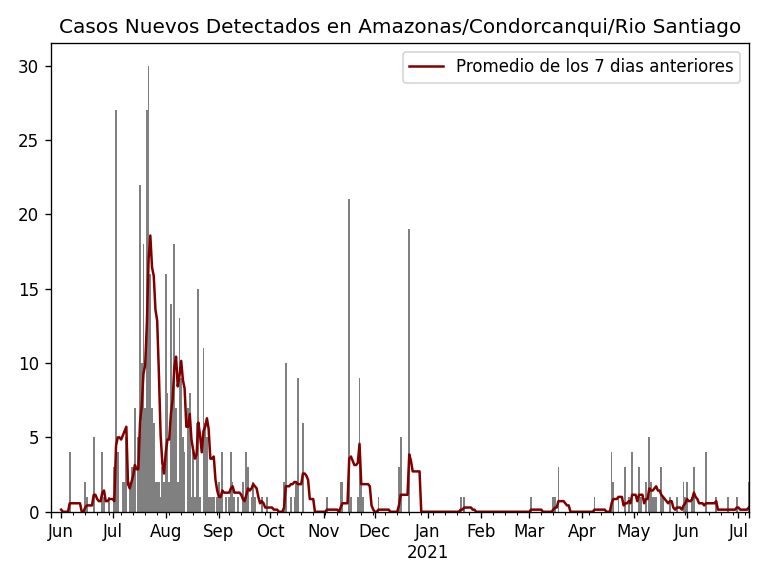 Casos Nuevos Detectados en Amazonas/Condorcanqui/Rio Santiago
Promedio de los 7 dias anteriores
30
25
20
15
10
5
0
Jun Jul Aug Sep Oct Nov Dec Jan Feb Mar Apr May Jun Jul
2021